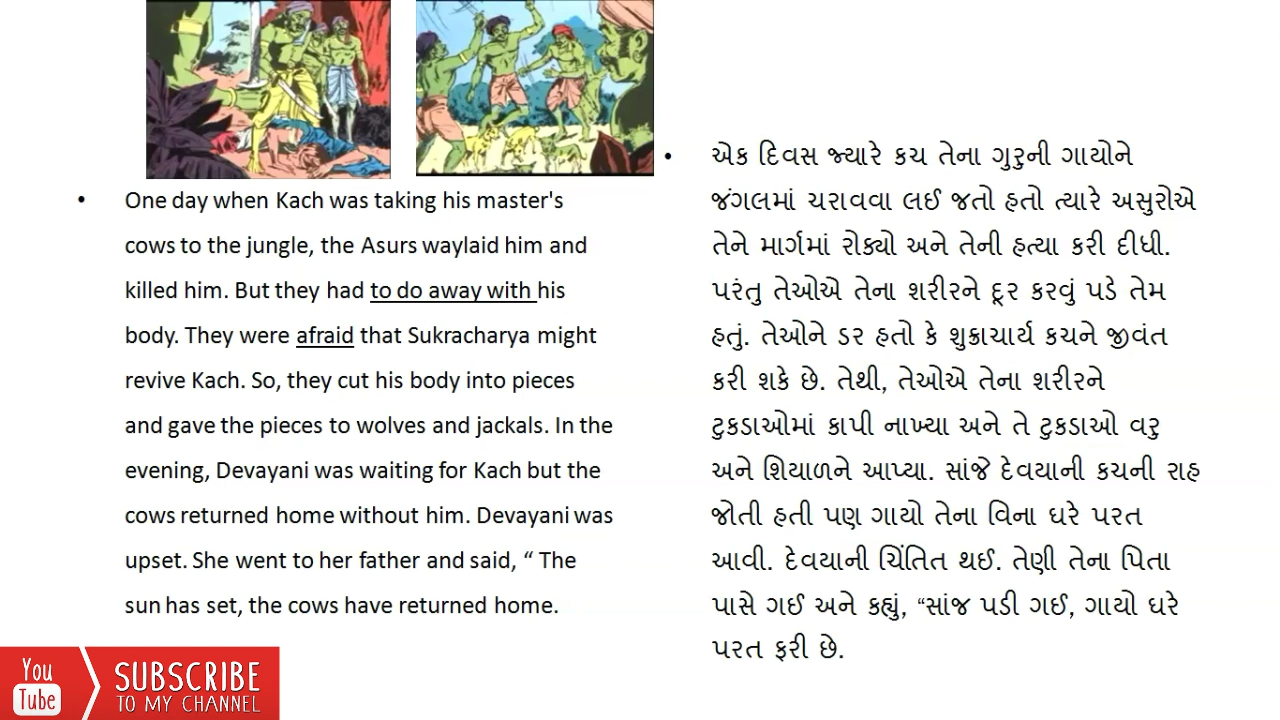 • One day when Kach was taking his master's
cows to the jungle, the Asurs waylaid him and
killed him. But they had to do away with his
body. They were afraid that Sukracharya might
revive Kach. So, they cut his body into pieces
and gave the pieces to wolves and jackals. In the
evening, Devayani was waiting for Kach but the
cows returned home without him. Devayani was
upset. She went to her father and said, “ The
sun has set, the cows have returned home.
• એક દિવસ જ્યારે કચ તેના ગુરુની ગાયોને
જંગલમાં ચરાવવા લઈ જતો હતો ત્યારે અસુરોએ
તેને માર્ગમાં રોક્યો અને તેની હત્યા કરી દીધી.
પરંતુ તેઓએ તેના શરીરને દૂર કરવું પડે તેમ
હતું. તેઓને ડર હતો કે શુક્રાચાર્ય કચને જીવંત
કરી શકે છે. તેથી, તેઓએ તેના શરીરને
ટુકડાઓમાં કાપી નાખ્યા અને તે ટુકડાઓ વરુ
અને શિયાળને આપ્યા. સાંજે દેવયાની કચની રાહ
જોતી હતી પણ ગાયો તેના વિના ઘરે પરત
આવી. દેવયાની ચિંતિત થઈ. તેણી તેના પિતા
પાસે ગઈ અને કહ્યું, “સાંજ પડી ગઈ, ગાયો ઘરે
પરત ફરી છે.
You
Tube
SUBSCRIBE
TO MY CHANNEL